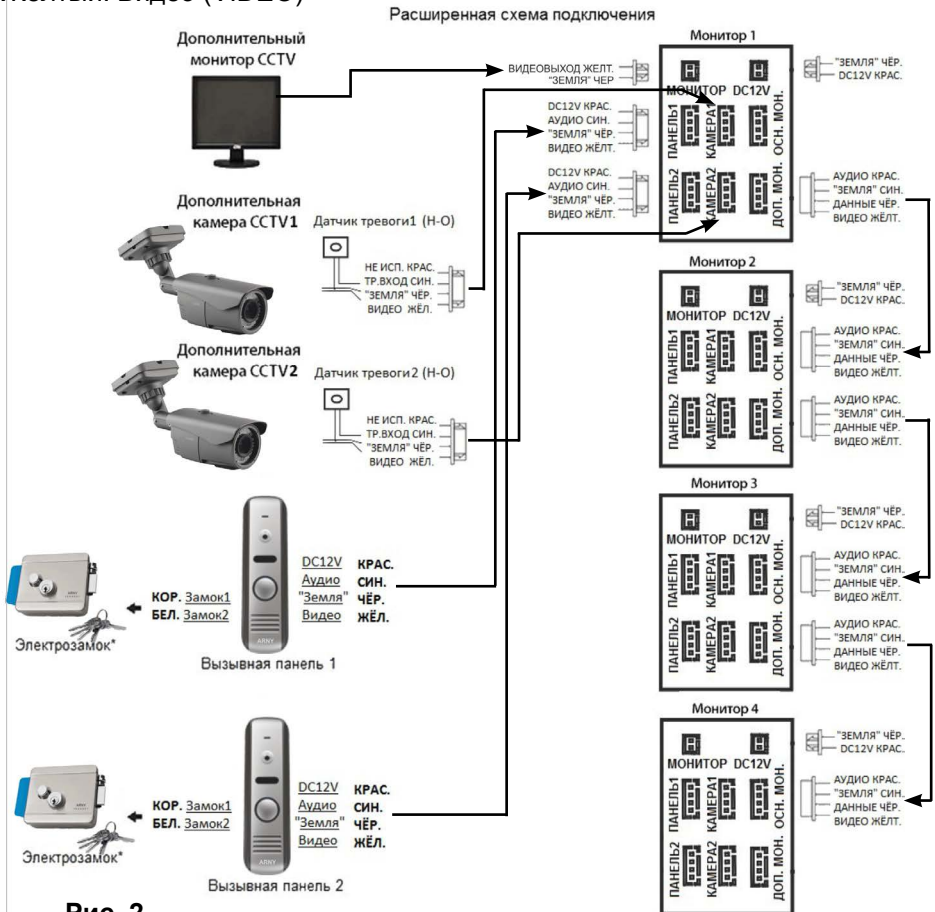 Расширенная схема подключения
Дополнительный
монитор CCTV
ВИДЕОВЫХОД ЖЕЛТ.
"ЗЕМЛЯ" ЧЕР
DC12V КРАС.
АУДИО СИН.
"ЗЕМЛЯ" ЧЁР.
ВИДЕО ЖЁЛТ.
DC12V КРАС.
АУДИО СИН.
"ЗЕМЛЯ" ЧЁР.
ВИДЕО ЖЁЛТ.
Дополнительная
камера CCTV1
Датчик тревоги1 (Н-О)
НЕ ИСП. КРАС.
ТР.ВХОД СИН.
"ЗЕМЛЯ" ЧЁР.
ВИДЕО ЖЁЛ.
Дополнительная
камера CCTV2
Датчик тревоги2 (Н-О)
НЕ ИСП. КРАС.
ТР.ВХОД СИН.
"ЗЕМЛЯ" ЧЁР.
ВИДЕО ЖЁЛ.
КОР. Замок1
БЕЛ. Замок2
Электрозамок*
DC12V КРАС.
Аудио СИН.
"Земля" ЧЁР.
Видео ЖЁЛ.
ARNY
Вызывная панель 1
КОР. Замок1
БЕЛ. Замок2
Электрозамок*
DC12V КРАС.
Аудио СИН.
"Земля" ЧЁР.
Видео ЖЁЛ.
ARNY
Вызывная панель 2
Монитор 1
МОНИТОР DC12V
ПАНЕЛЬ1
КАМЕРА1
ОСН. МОН.
ПАНЕЛЬ2
КАМЕРА2
ДОП. МОН.
"ЗЕМЛЯ" ЧЁР.
DC12V КРАС.
АУДИО КРАС.
"ЗЕМЛЯ" СИН.
ДАННЫЕ ЧЁР.
ВИДЕО ЖЁЛТ.
Монитор 2
МОНИТОР DC12V
ПАНЕЛЬ1
КАМЕРА1
ОСН. МОН.
ПАНЕЛЬ2
КАМЕРА2
ДОП. МОН.
"ЗЕМЛЯ" ЧЁР.
DC12V КРАС.
АУДИО КРАС.
"ЗЕМЛЯ" СИН.
ДАННЫЕ ЧЁР.
ВИДЕО ЖЁЛТ.
АУДИО КРАС.
"ЗЕМЛЯ" СИН.
ДАННЫЕ ЧЁР.
ВИДЕО ЖЁЛТ.
Монитор 3
МОНИТОР DC12V
ПАНЕЛЬ1
КАМЕРА1
ОСН. МОН.
ПАНЕЛЬ2
КАМЕРА2
ДОП. МОН.
"ЗЕМЛЯ" ЧЁР.
DC12V КРАС.
АУДИО КРАС.
"ЗЕМЛЯ" СИН.
ДАННЫЕ ЧЁР.
ВИДЕО ЖЁЛТ.
АУДИО КРАС.
"ЗЕМЛЯ" СИН.
ДАННЫЕ ЧЁР.
ВИДЕО ЖЁЛТ.
Монитор 4
МОНИТОР DC12V
ПАНЕЛЬ1
КАМЕРА1
ОСН. МОН.
ПАНЕЛЬ2
КАМЕРА2
ДОП. МОН.
"ЗЕМЛЯ" ЧЁР.
DC12V КРАС.
АУДИО КРАС.
"ЗЕМЛЯ" СИН.
ДАННЫЕ ЧЁР.
ВИДЕО ЖЁЛТ.